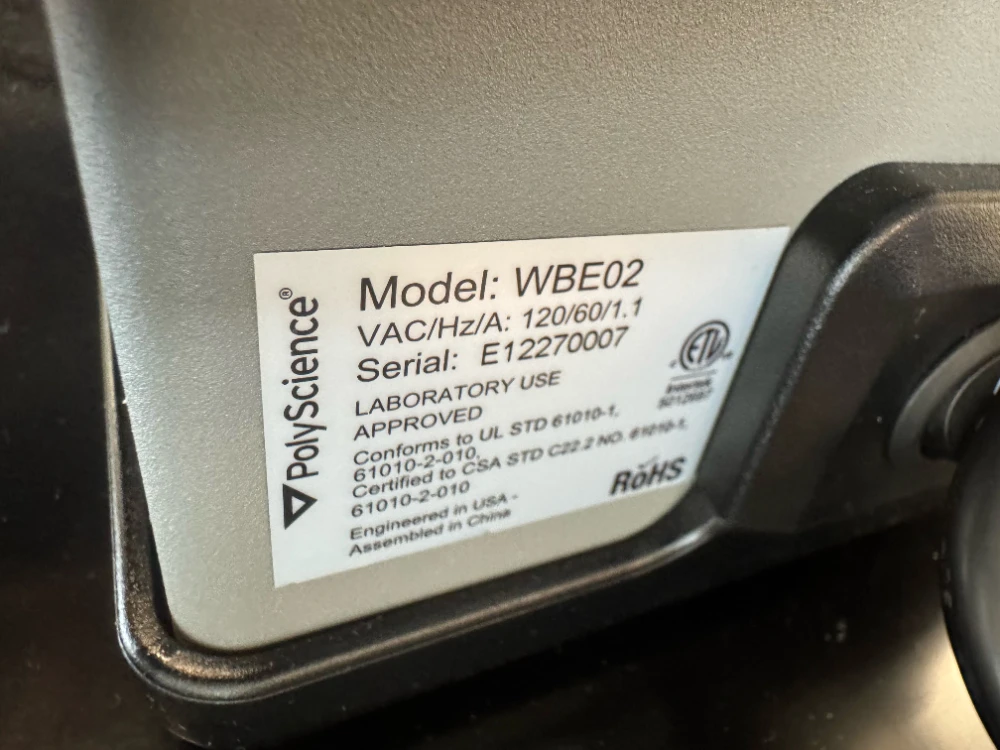 PolyScience®
Model: WBE02
VAC/Hz/A: 120/60/1.1
Serial: E12270007
LABORATORY USE
APPROVED
Conforms to UL STD 61010-1,
61010-2-010,
Certified to CSA STD C22.2 NO. 61010-1,
61010-2-010
Engineered in USA -
Assembled in China
ETL
Intertek
RoHS